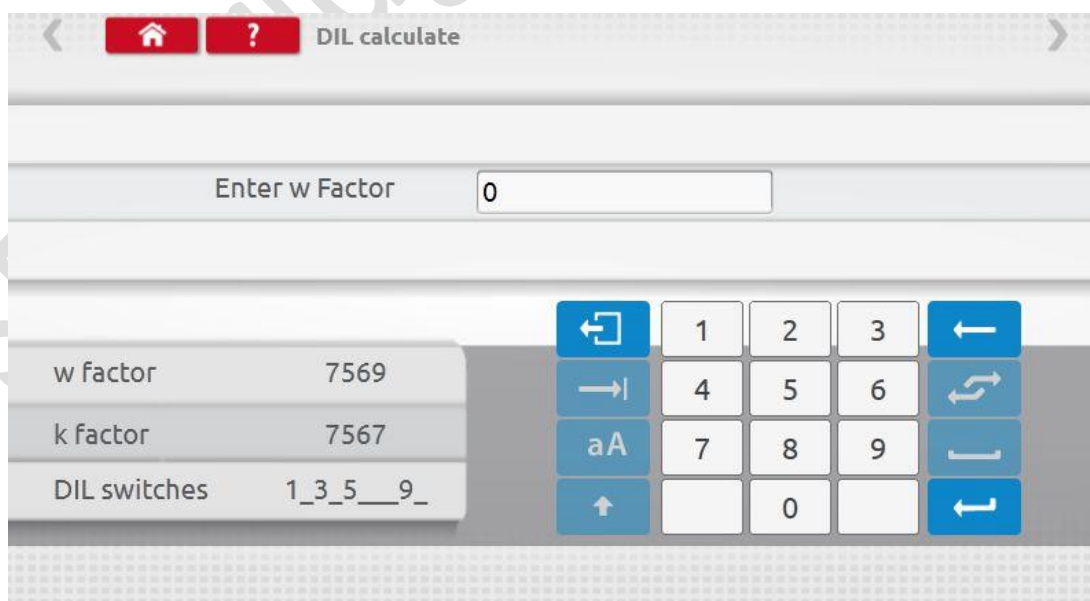 ? DIL calculate
Enter w Factor 0
1 2 3
w factor 7569
4 5 6
k factor 7567
aA 7 8 9
DIL switches 1_3_5___9_
0